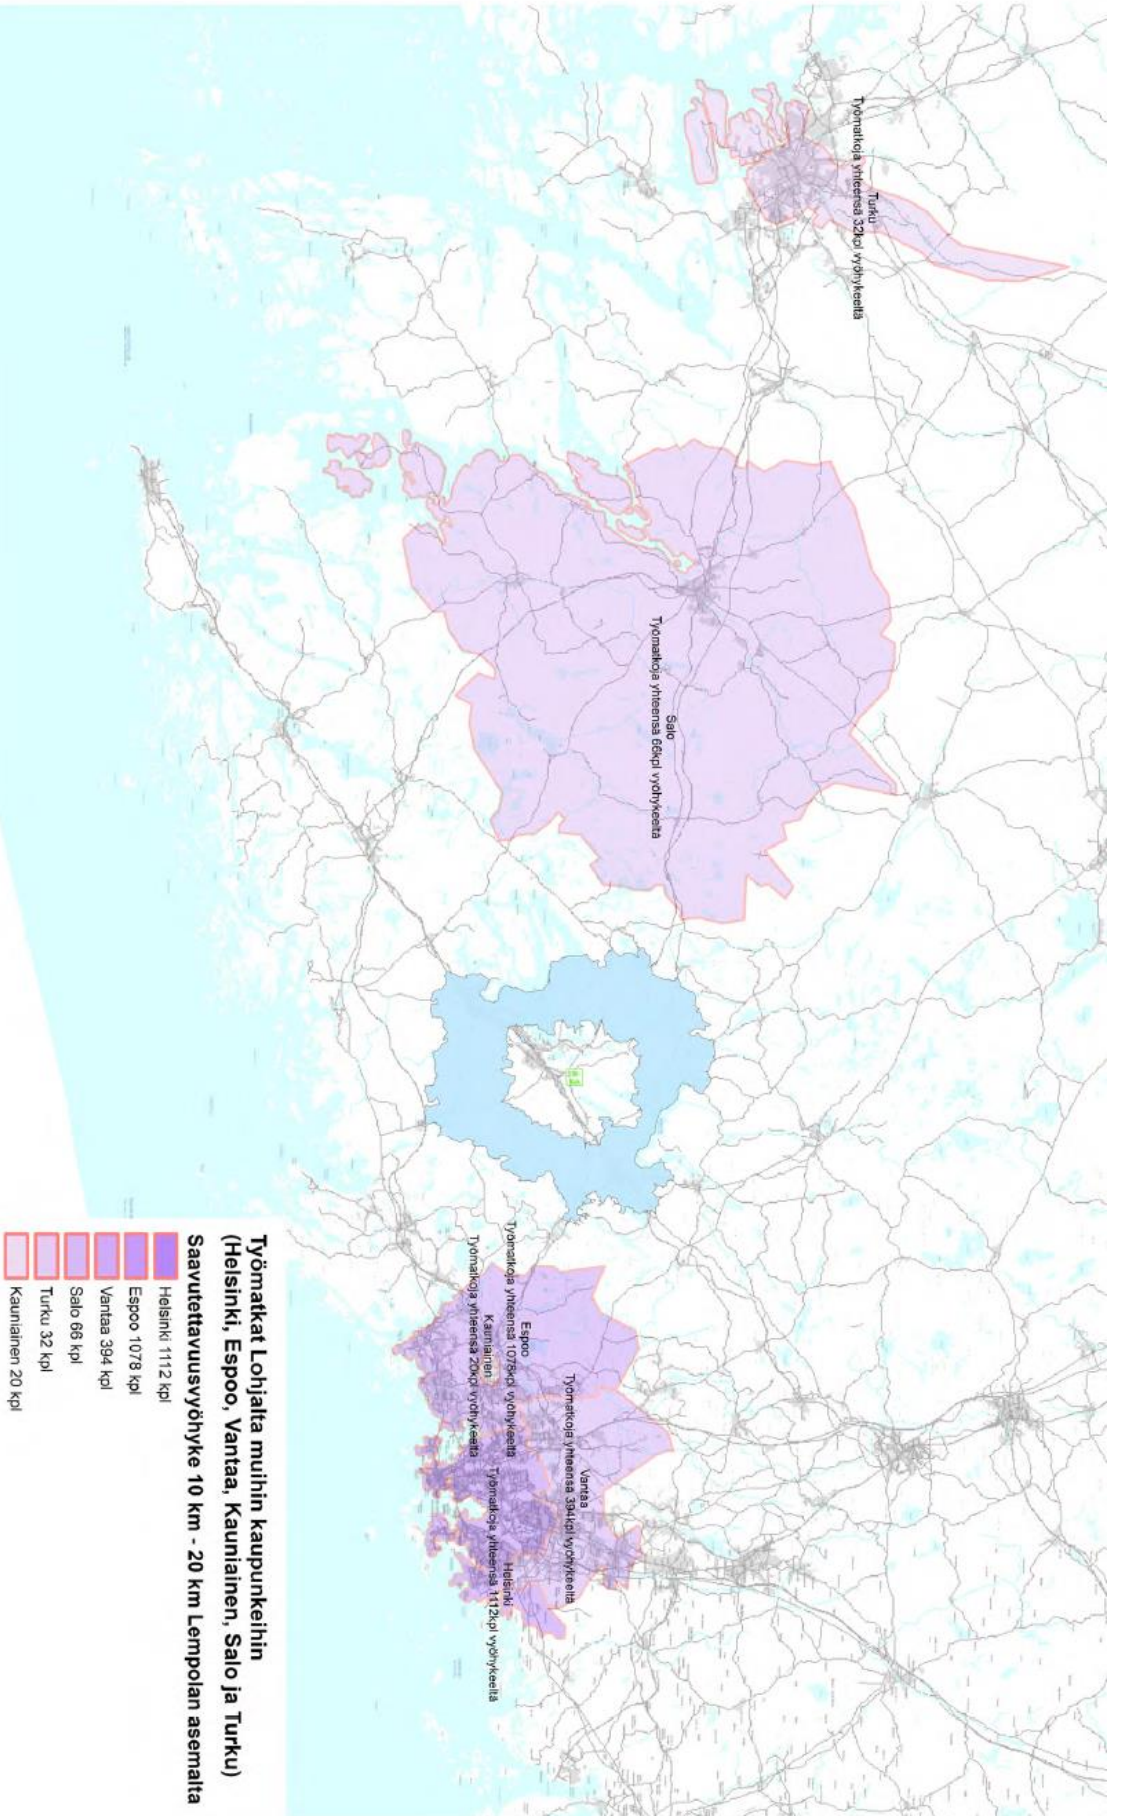 Turku
Työmatkoja yhteensä 32kpl vyöhykeeltä
Salo
Työmatkoja yhteensä 66kpl vyöhykeeltä
Espoo
Työmatkoja yhteensä 1078kpl vyöhykeeltä
Kauniainen
Työmatkoja yhteensä 20kpl vyöhykeeltä
Vantaa
Työmatkoja yhteensä 394kpl vyöhykeeltä
Helsinki
Työmatkoja yhteensä 1112kpl vyöhykeeltä
Työmatkat Lohjalta muihin kaupunkeihin
(Helsinki, Espoo, Vantaa, Kauniainen, Salo ja Turku)
Saavutettavuusvyöhyke 10 km - 20 km Lempolan asemalta
Helsinki 1112 kpl
Espoo 1078 kpl
Vantaa 394 kpl
Salo 66 kpl
Turku 32 kpl
Kauniainen 20 kpl